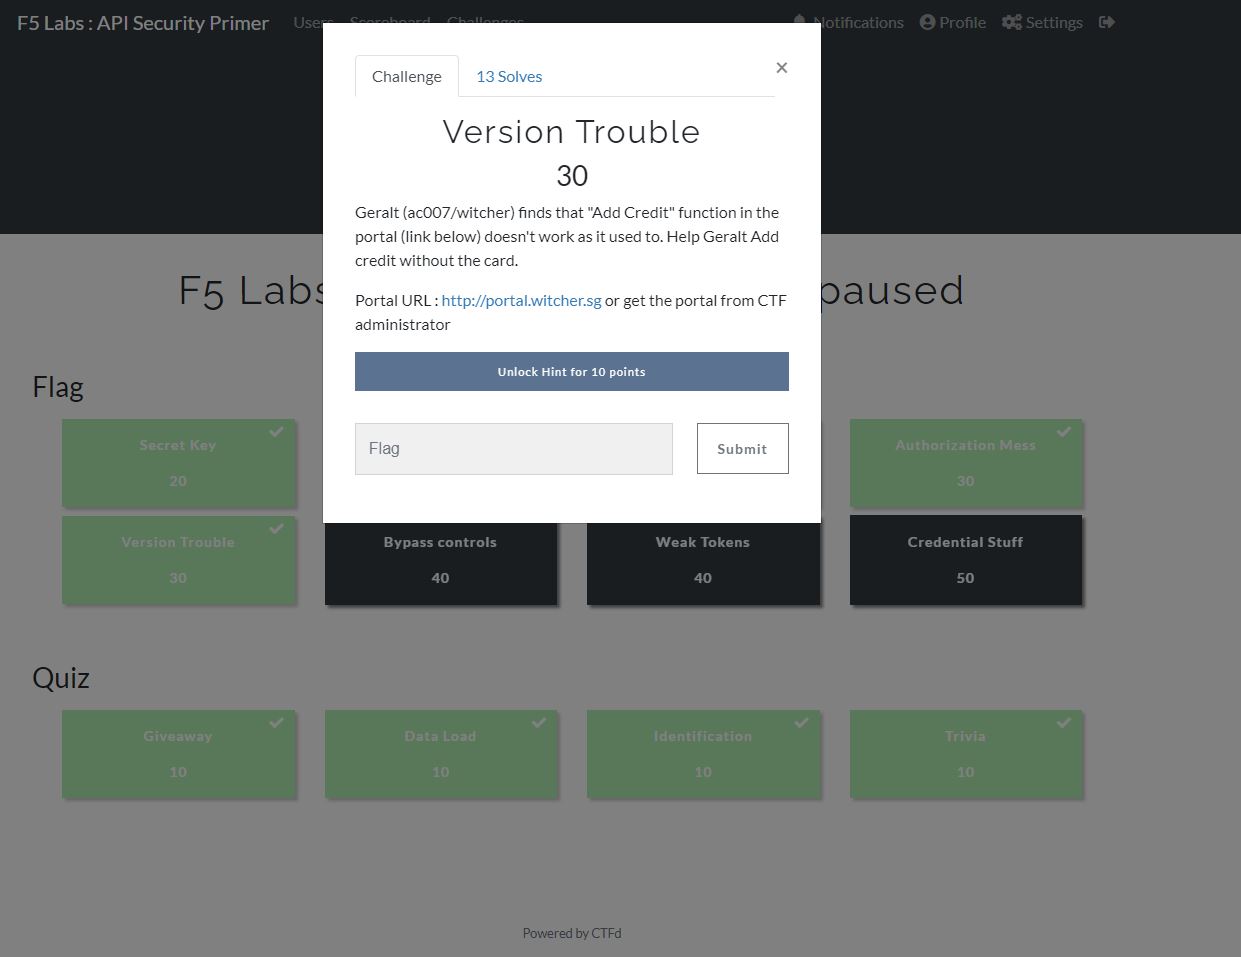 F5 Labs : API Security Primer Users Scoreboard Challenges Notifications Profile Settings
Challenge 13 Solves ×
Version Trouble
30
Geralt (ac007/witcher) finds that "Add Credit" function in the
portal (link below) doesn't work as it used to. Help Geralt Add
credit without the card.
Portal URL : http://portal.witcher.sg or get the portal from CTF
administrator
Unlock Hint for 10 points
Flag Submit
F5 Labs paused
Flag
Secret Key Authorization Mess
20 30
Version Trouble Bypass controls Weak Tokens Credential Stuff
30 40 40 50
Quiz
Giveaway Data Load Identification Trivia
10 10 10 10
Powered by CTFd